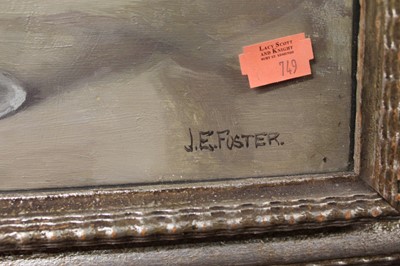 LACY SCOTT
AND KNIGHT
749
J.E. FOSTER.